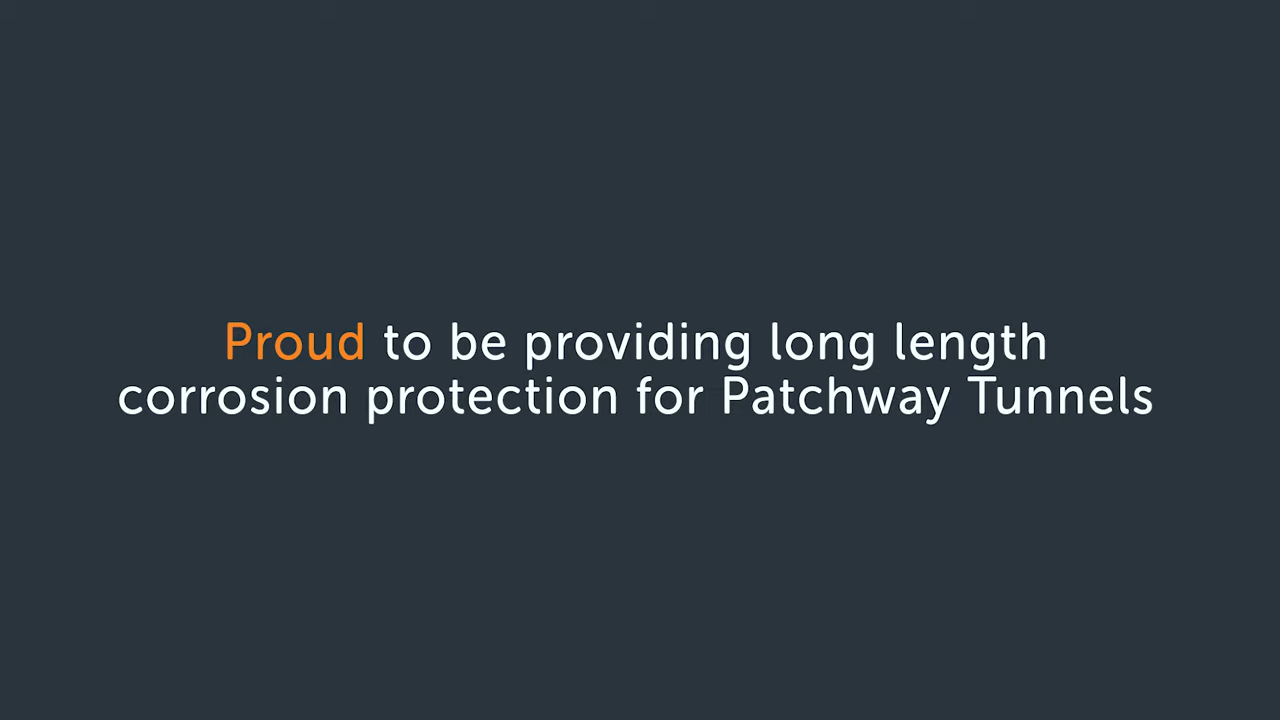 Proud to be providing long length
corrosion protection for Patchway Tunnels